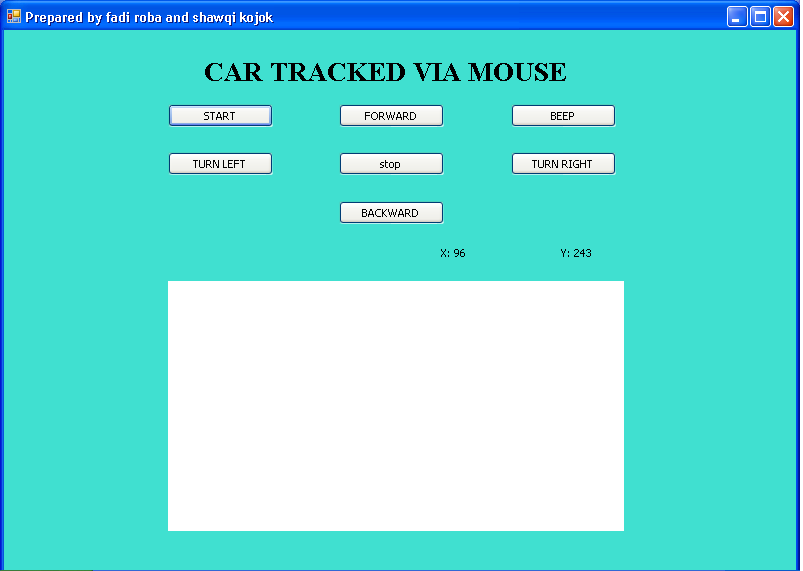 Prepared by fadi roba and shawqi kojok
CAR TRACKED VIA MOUSE
START FORWARD BEEP
TURN LEFT stop TURN RIGHT
BACKWARD
X: 96 Y: 243